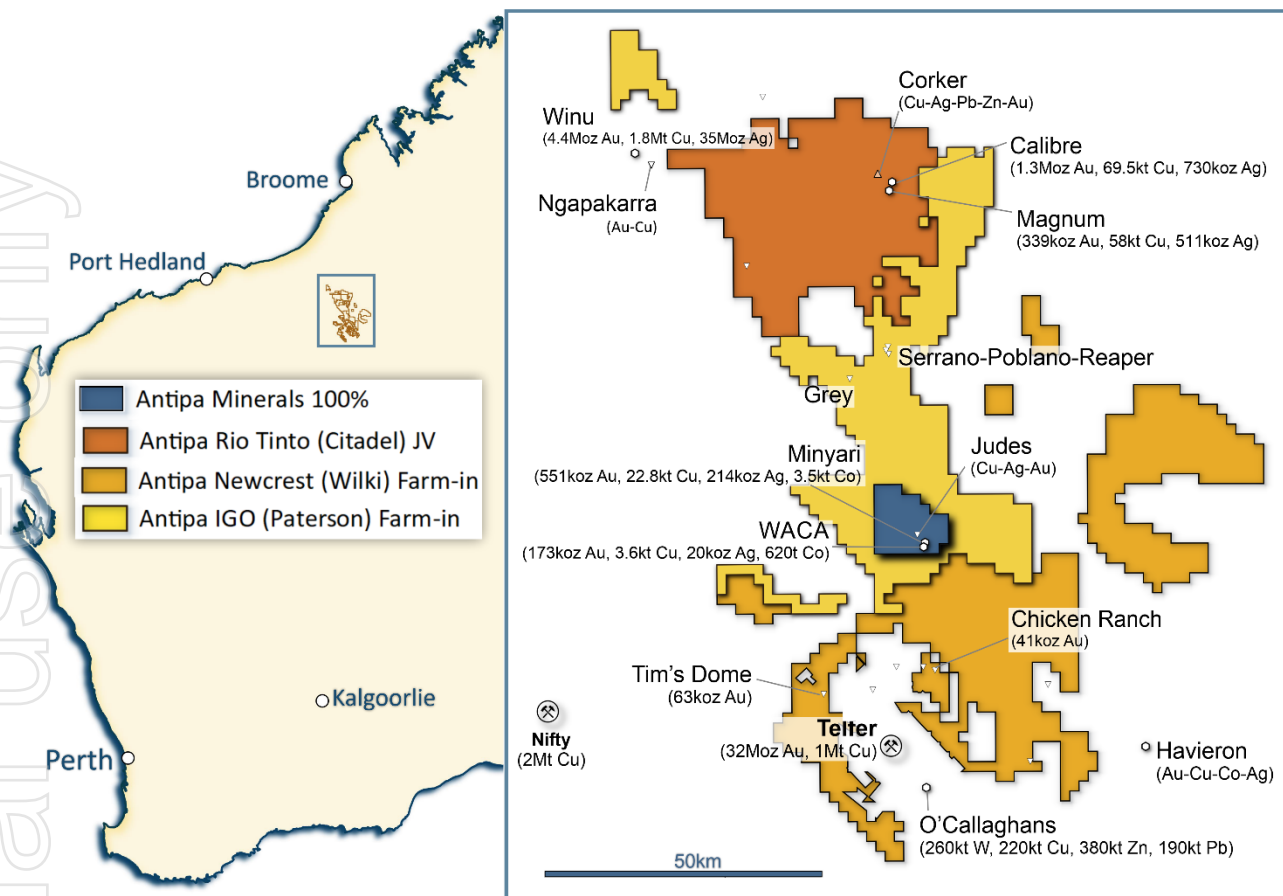 Broome
Port Hedland
Antipa Minerals 100%
Antipa Rio Tinto (Citadel) JV
Antipa Newcrest (Wilki) Farm-in
Antipa IGO (Paterson) Farm-in
Kalgoorlie
Perth
Winu
(4.4Moz Au, 1.8Mt Cu, 35Moz Ag)
Ngapakarra
(Au-Cu)
Corker
(Cu-Ag-Pb-Zn-Au)
Calibre
(1.3Moz Au, 69.5kt Cu, 730koz Ag)
Magnum
(339koz Au, 58kt Cu, 511koz Ag)
Serrano-Poblano-Reaper
Grey
Minyari
(551koz Au, 22.8kt Cu, 214koz Ag, 3.5kt Co)
Judes
(Cu-Ag-Au)
WACA
(173koz Au, 3.6kt Cu, 20koz Ag, 620t Co)
Chicken Ranch
(41koz Au)
Tim's Dome
(63koz Au)
Nifty
(2Mt Cu)
Telfer
(32Moz Au, 1Mt Cu)
Havieron
(Au-Cu-Co-Ag)
O'Callaghans
(260kt W, 220kt Cu, 380kt Zn, 190kt Pb)
50km